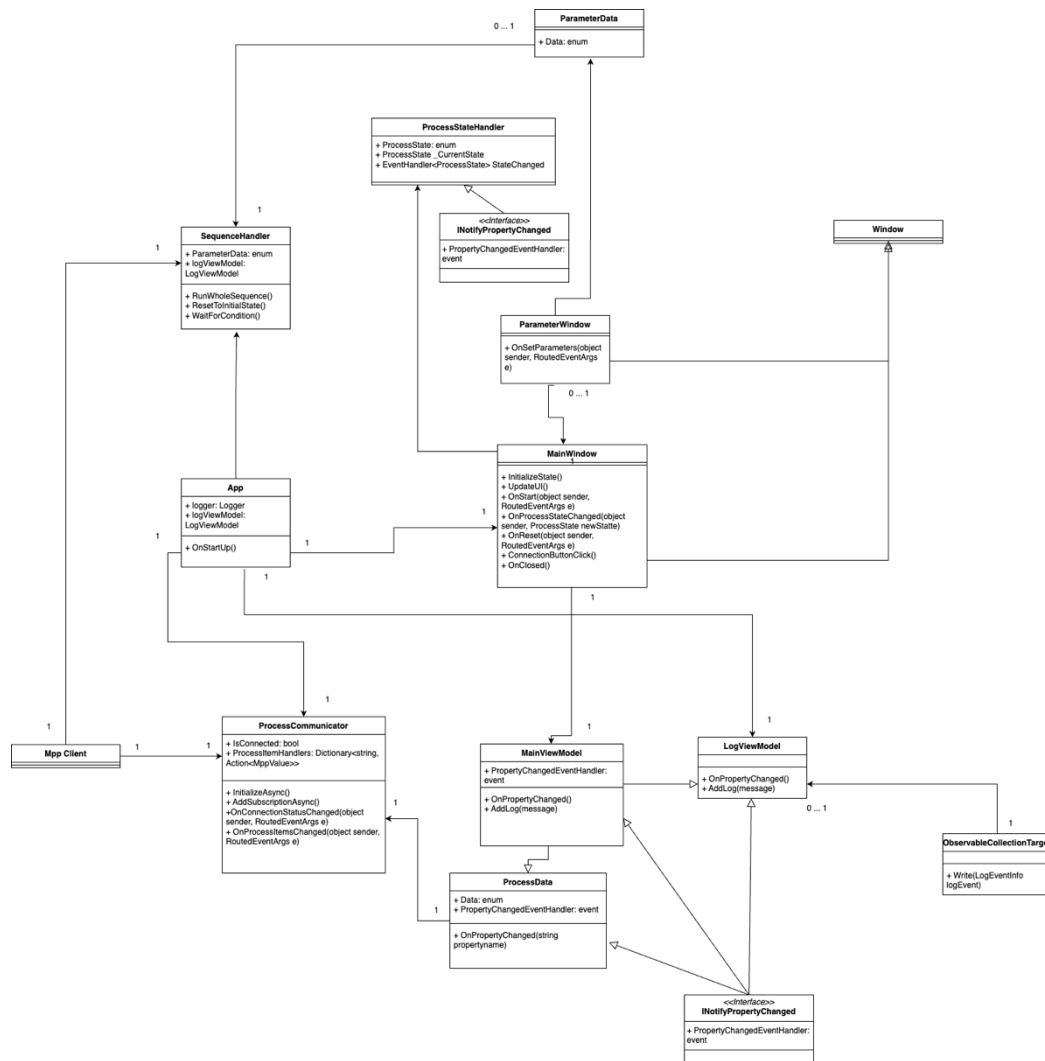 ParameterData
+ Data: enum
0 ... 1
ProcessStateHandler
+ ProcessState: enum
+ ProcessState _CurrentState
+ EventHandler<ProcessState> StateChanged
1
<<Interface>>
INotifyPropertyChanged
+ PropertyChangedEventHandler:
event
Window
1
SequenceHandler
+ ParameterData: enum
+ logViewModel:
LogViewModel
+ RunWholeSequence()
+ ResetToInitialState()
+ WaitForCondition()
ParameterWindow
+ OnSetParameters(object
sender, RoutedEventArgs
e)
0 ... 1
MainWindow
1
+ InitializeState()
+ UpdateUI()
+ OnStart(object sender,
RoutedEventArgs e)
+ OnProcessStateChanged(object
sender, ProcessState newStatte)
+ OnReset(object sender,
RoutedEventArgs e)
+ ConnectionButtonClick()
+ OnClosed()
App
+ logger: Logger
+ logViewModel:
LogViewModel
+ OnStartUp()
1
1
1
1
1
1
1
1
1
Mpp Client
1
1
ProcessCommunicator
+ IsConnected: bool
+ ProcessItemHandlers: Dictionary<string,
Action<MppValue>>
+ InitializeAsync()
+ AddSubscriptionAsync()
+OnConnectionStatusChanged(object
sender, RoutedEventArgs e)
+ OnProcessItemsChanged(object sender,
RoutedEventArgs e)
MainViewModel
+ PropertyChangedEventHandler:
event
+ OnPropertyChanged()
+ AddLog(message)
LogViewModel
+ OnPropertyChanged()
+ AddLog(message)
0 ... 1
1
1
ObservableCollectionTarge
+ Write(LogEventInfo
logEvent)
ProcessData
+ Data: enum
+ PropertyChangedEventHandler: event
+ OnPropertyChanged(string
propertyname)
1
<<Interface>>
INotifyPropertyChanged
+ PropertyChangedEventHandler:
event